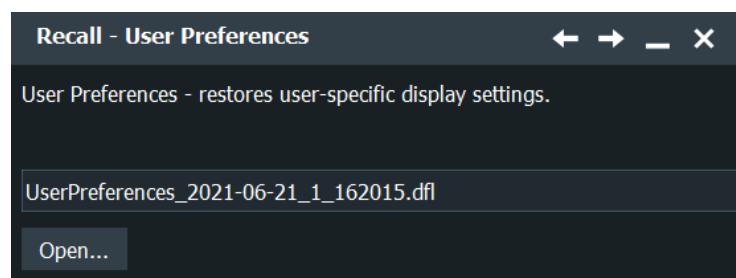 Recall - User Preferences
User Preferences - restores user-specific display settings.
UserPreferences_2021-06-21_1_162015.dfl
Open...